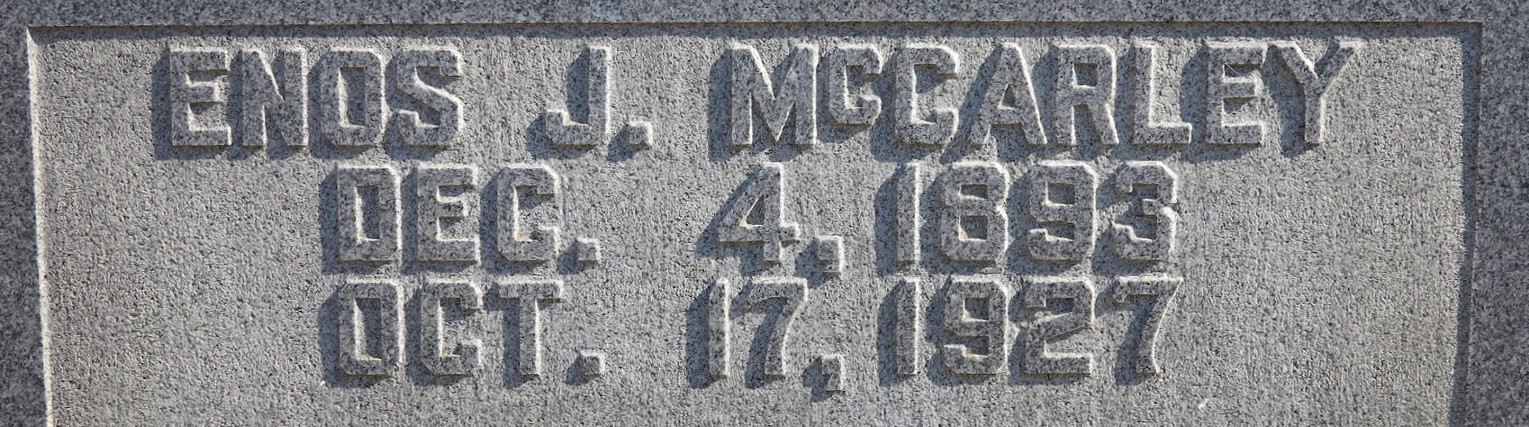 ENOS J. McCARLEY
DEC. 4, 1893
OCT. 17, 1927